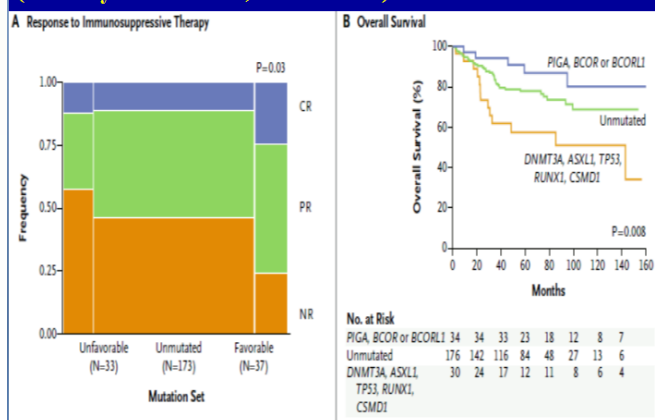 A Response to Immunosuppressive Therapy
P=0.03
1.00
0.75
0.50
0.25
0.00
Frequency
CR
PR
NR
Unfavorable
(N=33)
Unmutated
(N=173)
Favorable
(N=37)
Mutation Set
B Overall Survival
100
80
60
40
20
0
Overall Survival (%)
PIGA, BCOR or BCORL1
Unmutated
DNMT3A, ASXL1, TP53,
RUNX1, CSMD1
P=0.008
0 20 40 60 80 100 120 140 160
Months
No. at Risk
PIGA, BCOR or BCORL1 34 34 33 23 18 12 8 7
Unmutated 176 142 116 84 48 27 13 6
DNMT3A, ASXL1, 30 24 17 12 11 8 6 4
TP53, RUNX1,
CSMD1